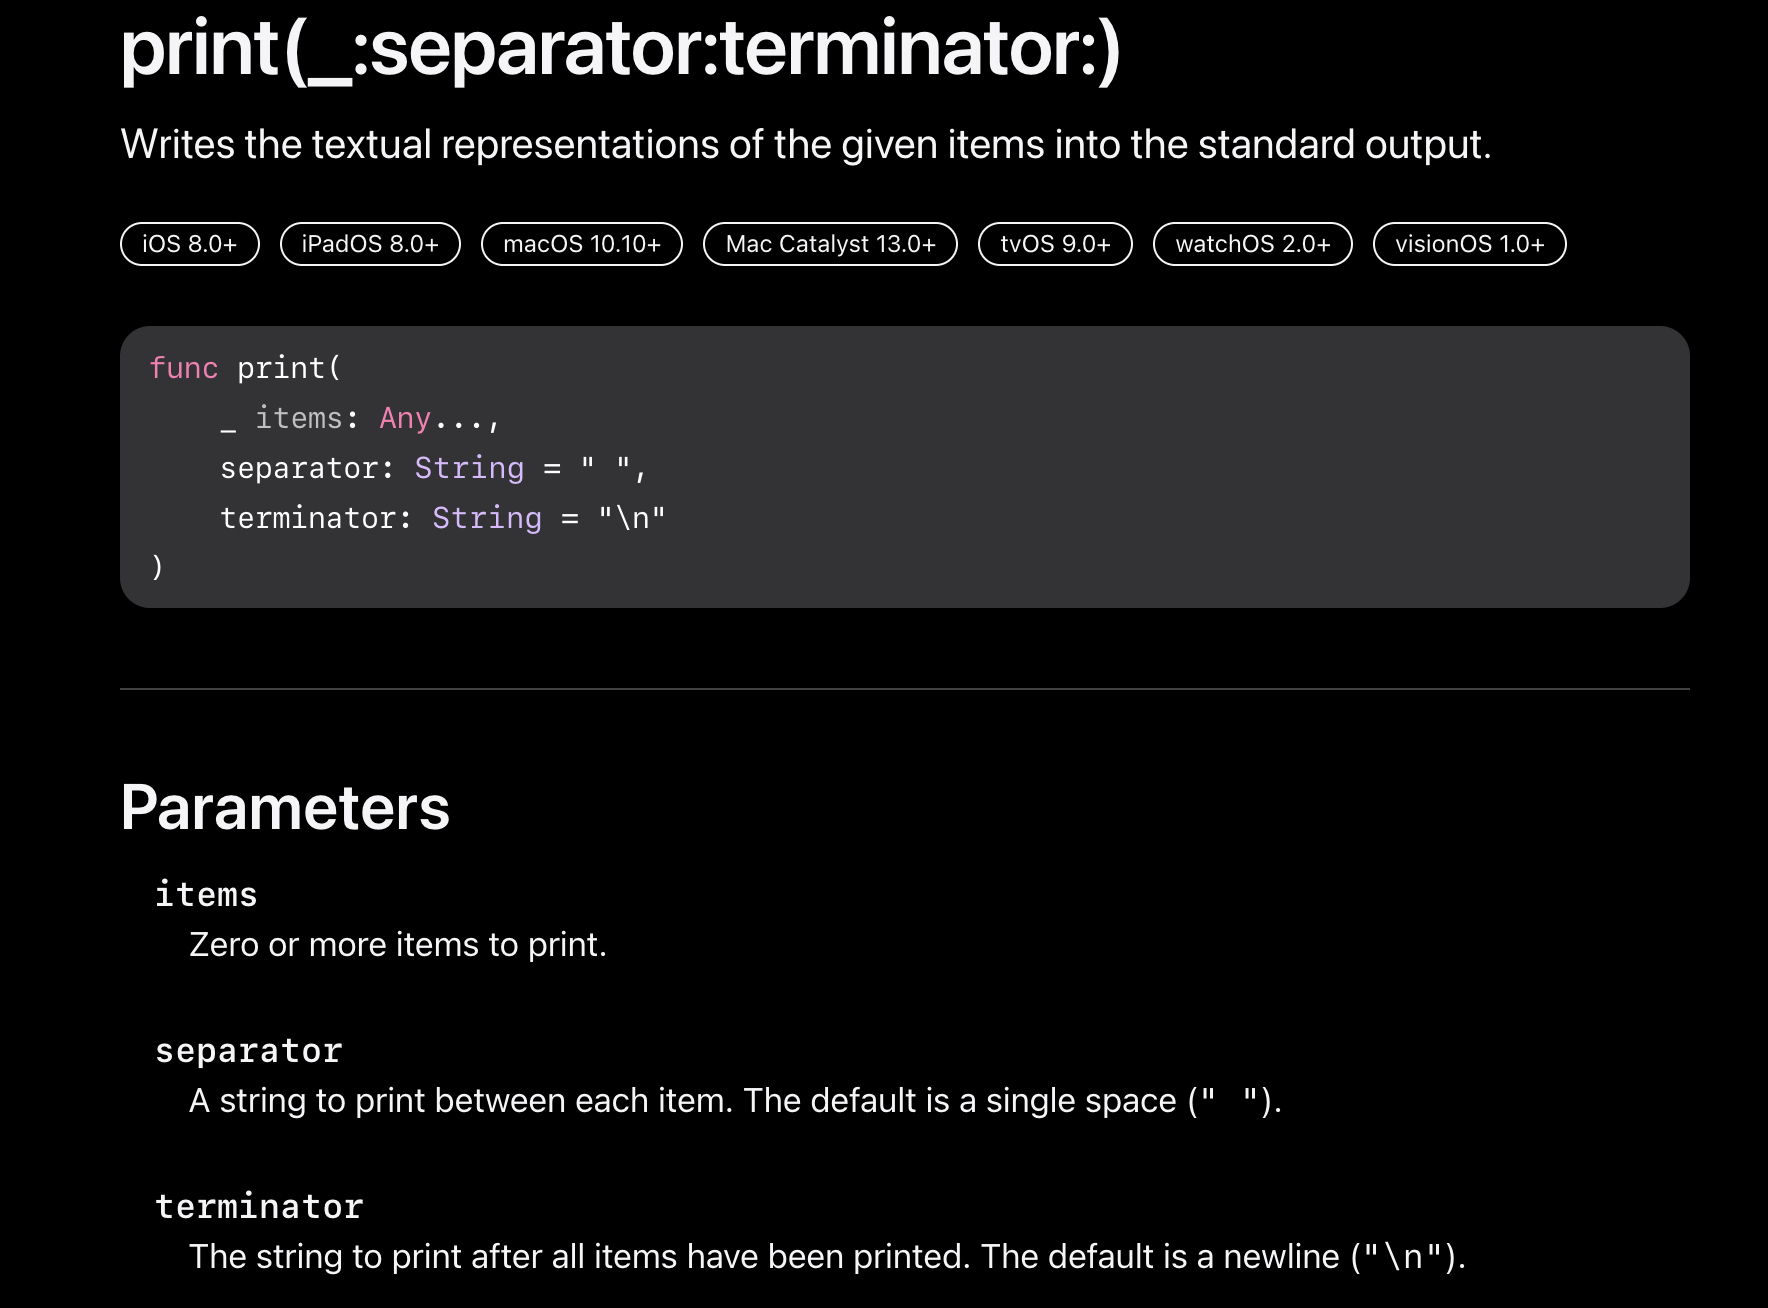 print(_:separator:terminator:)
Writes the textual representations of the given items into the standard output.
iOS 8.0+ iPadOS 8.0+ macOS 10.10+ Mac Catalyst 13.0+ tvOS 9.0+ watchOS 2.0+ visionOS 1.0+
func print(
    _ items: Any...,
    separator: String = " ",
    terminator: String = "\n"
)
Parameters
items
Zero or more items to print.
separator
A string to print between each item. The default is a single space (" ").
terminator
The string to print after all items have been printed. The default is a newline ("\n").